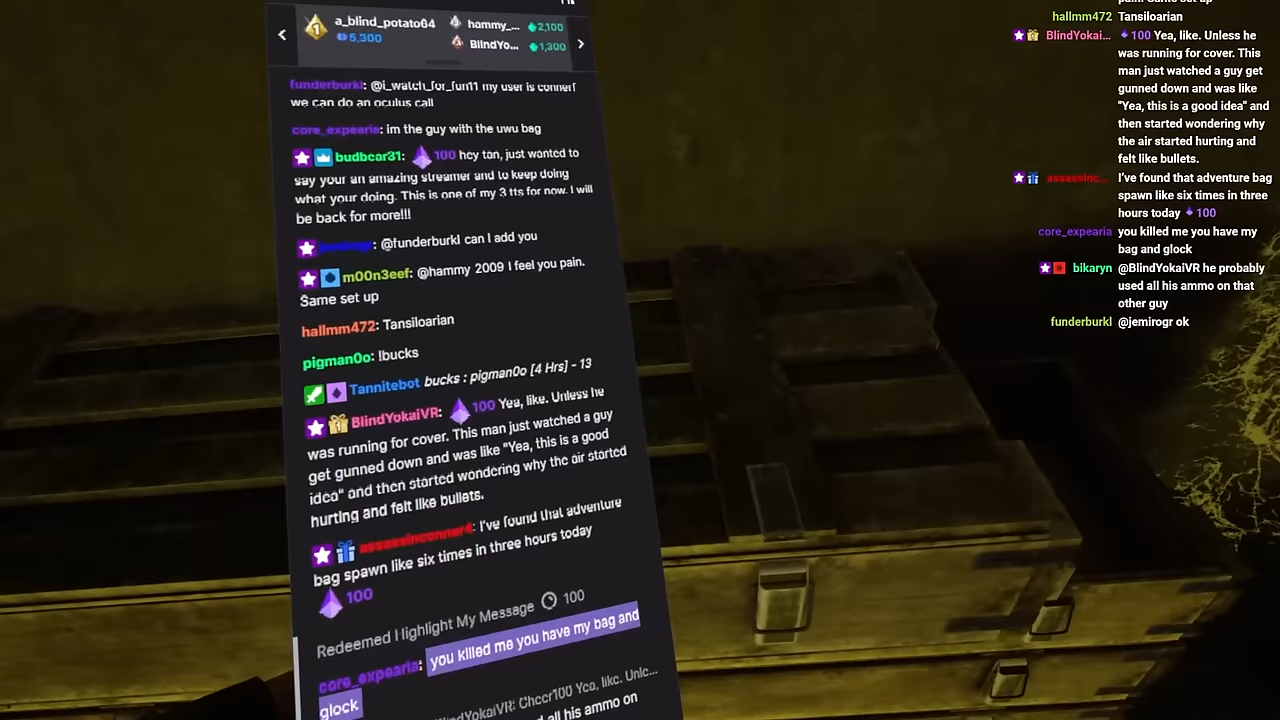 1 a_blind_potato64
5,300
hammy_... 2,100
BlindYo... 1,300
funderburkl: @i_watch_for_fun11 my user is connerf
we can do an oculus call
core_expearia: im the guy with the uwu bag
budbear31: 100 hey tan, just wanted to
say your an amazing streamer and to keep doing
what your doing. This is one of my 3 tts for now. I will
be back for more!!!
jemirogr: @funderburkl can I add you
m00n3eef: @hammy 2009 I feel you pain.
Same set up
hallmm472: Tansiloarian
pigman0o: !bucks
Tannitebot bucks : pigman0o [4 Hrs] - 13
BlindYokaiVR: 100 Yea, like. Unless he
was running for cover. This man just watched a guy
get gunned down and was like "Yea, this is a good
idea" and then started wondering why the air started
hurting and felt like bullets.
assassinconner4: I've found that adventure
bag spawn like six times in three hours today
100
Redeemed Highlight My Message 100
core_expearia: you killed me you have my bag and
glock
BlindYokaiVR: Cheer100 Yea, like. Unle...
all his ammo on
hallmm472 Tansiloarian
BlindYokai... 100 Yea, like. Unless he
was running for cover. This
man just watched a guy get
gunned down and was like
"Yea, this is a good idea" and
then started wondering why
the air started hurting and
felt like bullets.
assassinc... I've found that adventure bag
spawn like six times in three
hours today 100
core_expearia you killed me you have my
bag and glock
bikaryn @BlindYokaiVR he probably
used all his ammo on that
other guy
funderburkl @jemirogr ok